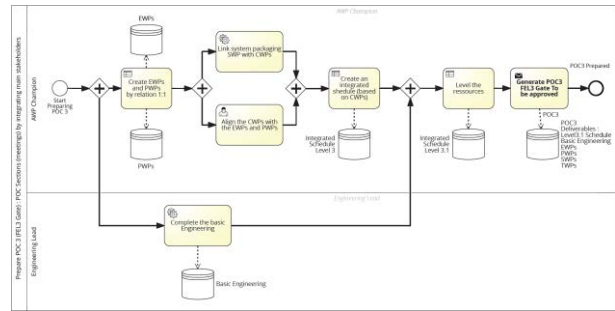 Prepare POC 3 (FEL3 Gate) : POC Sections (meetings) by integrating main stakeholders
AWP Champion
AWP Champion
Start
Preparing
POC 3
EWPs
Create EWPs
and PWPs
by relation 1:1
PWPs
Link system packaging
SWP with CWPs
Align the CWPs with
the EWPs and PWPs
Create an
integrated
shedule (based
on CWPs)
Integrated
Schedule
Level 3
Level the
ressources
Integrated
Schedule
Level 3.1
Generate POC3
FEL3 Gate To
be approved
POC3
POC3
Deliverables :
Level3.1 Schedule
Basic Engineering
EWPs
PWPs
SWPs
TWPs
POC3 Prepared
Engineering Lead
Engineering Lead
Complete the basic
Engineering
Basic Engineering